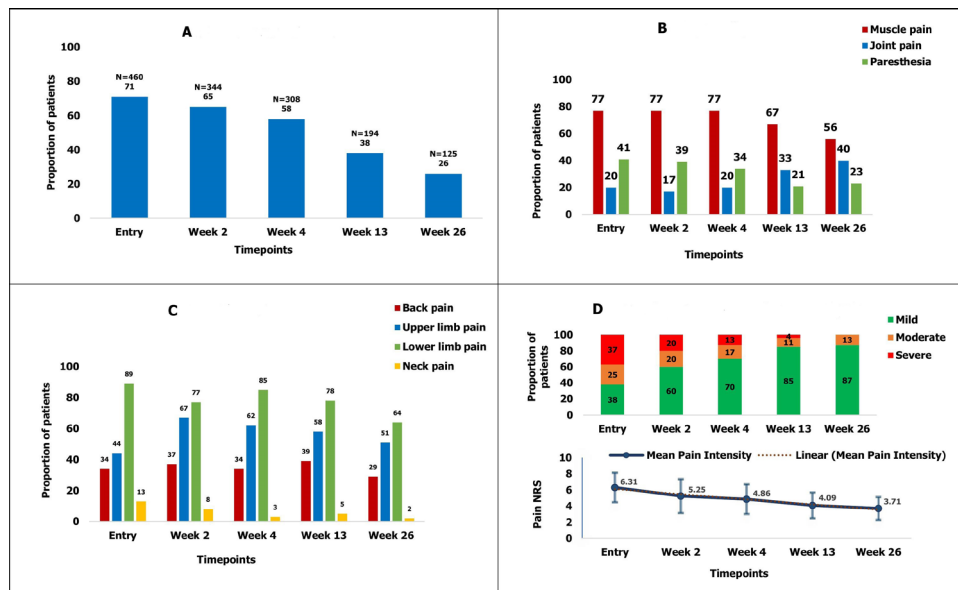 A
Proportion of patients
100
80
60
40
20
0
N=460
71
N=344
65
N=308
58
N=194
38
N=125
26
Entry
Week 2
Week 4
Week 13
Week 26
Timepoints
B
Muscle pain
Joint pain
Paresthesia
Proportion of patients
100
80
60
40
20
0
77
20
41
77
17
39
77
20
34
67
33
21
56
40
23
Entry
Week 2
Week 4
Week 13
Week 26
Timepoints
C
Back pain
Upper limb pain
Lower limb pain
Neck pain
Proportion of patients
100
80
60
40
20
0
34
44
89
13
37
67
77
8
34
62
85
3
39
58
78
5
29
51
64
2
Entry
Week 2
Week 4
Week 13
Week 26
Timepoints
D
Mild
Moderate
Severe
Proportion of
patients
100
80
60
40
20
0
37
25
38
20
20
60
13
17
70
4
11
85
13
87
Entry
Week 2
Week 4
Week 13
Week 26
Mean Pain Intensity
Linear (Mean Pain Intensity)
Pain NRS
10
8
6
4
2
0
6.31
5.25
4.86
4.09
3.71
Entry
Week 2
Week 4
Week 13
Week 26
Timepoints